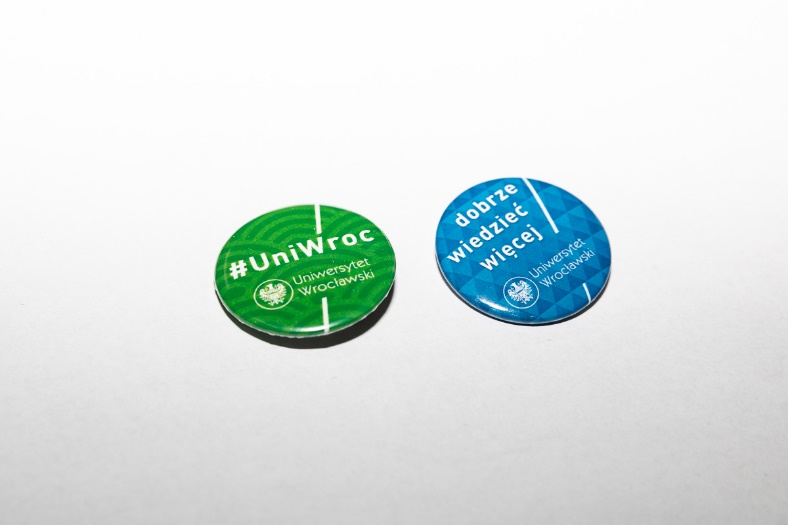 #UniWroc
Uniwersytet
Wrocławski
dobrze
wiedzieć
więcej
Uniwersytet
Wrocławski